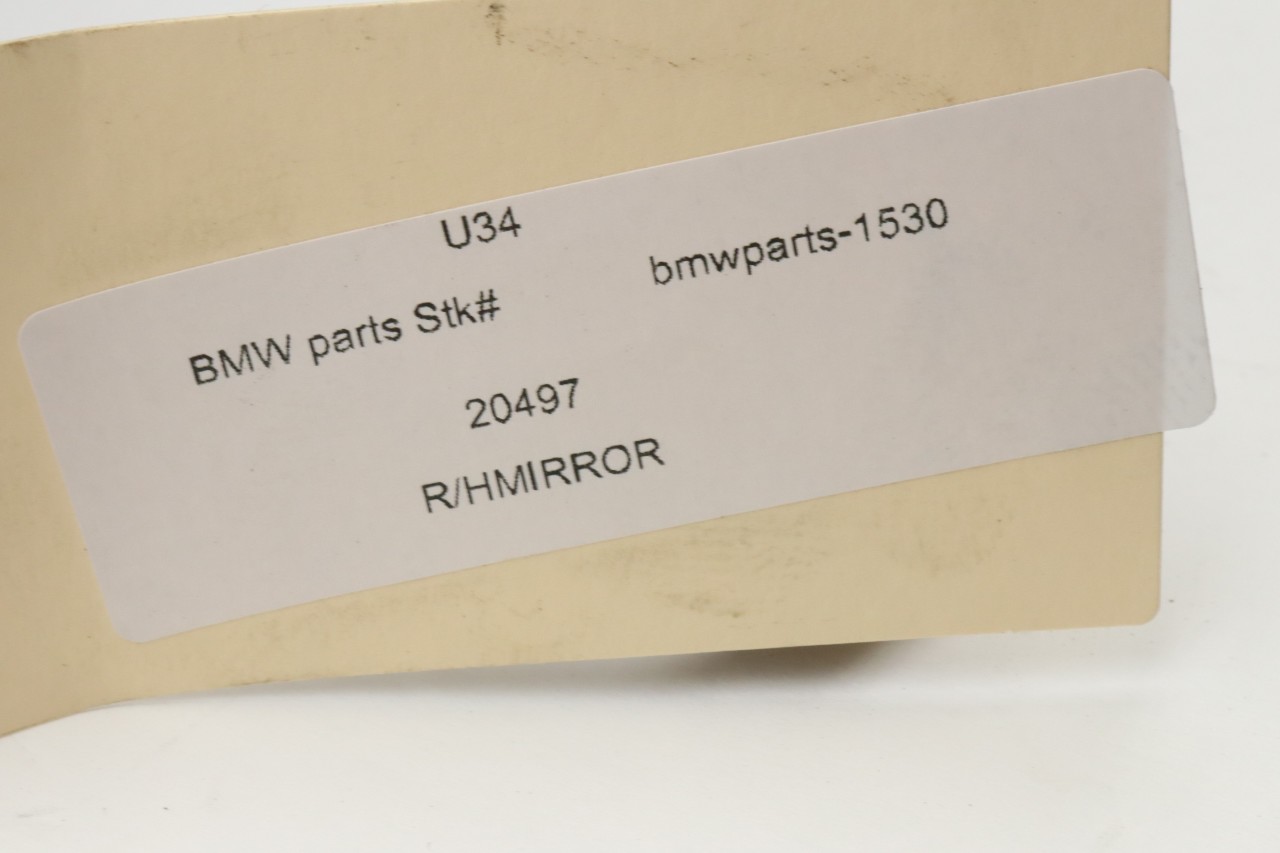 U34
BMW parts Stk# bmwparts-1530
20497
R/HMIRROR